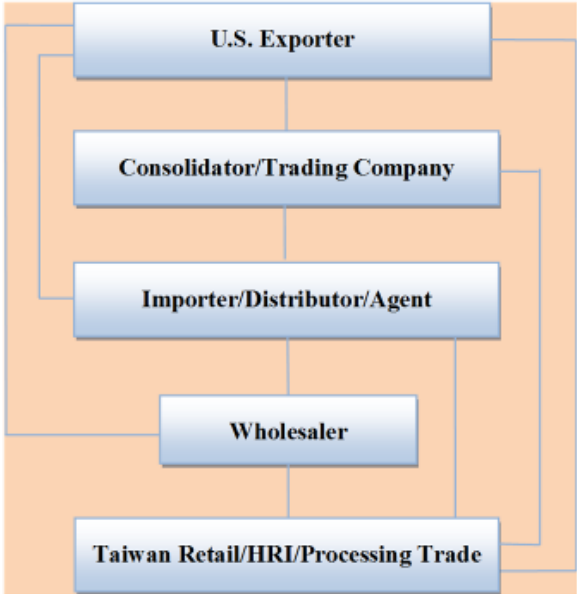 U.S. Exporter
Consolidator/Trading Company
Importer/Distributor/Agent
Wholesaler
Taiwan Retail/HRI/Processing Trade